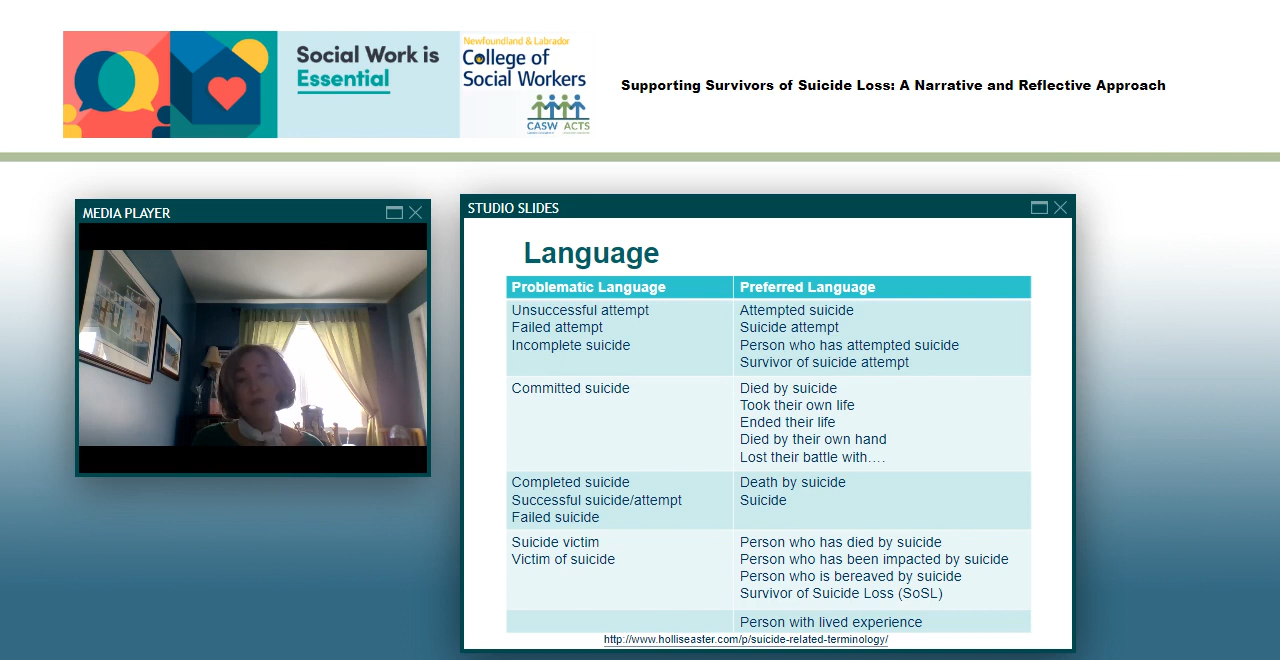 Social Work is
Essential
Newfoundland & Labrador
College of
Social Workers
CASW ACTS
Supporting Survivors of Suicide Loss: A Narrative and Reflective Approach
MEDIA PLAYER
STUDIO SLIDES
Language
Problematic Language Preferred Language
Unsuccessful attempt Attempted suicide
Failed attempt Suicide attempt
Incomplete suicide Person who has attempted suicide
Survivor of suicide attempt
Committed suicide Died by suicide
Took their own life
Ended their life
Died by their own hand
Lost their battle with….
Completed suicide Death by suicide
Successful suicide/attempt Suicide
Failed suicide
Suicide victim Person who has died by suicide
Victim of suicide Person who has been impacted by suicide
Person who is bereaved by suicide
Survivor of Suicide Loss (SoSL)
Person with lived experience
http://www.holliseaster.com/p/suicide-related-terminology/